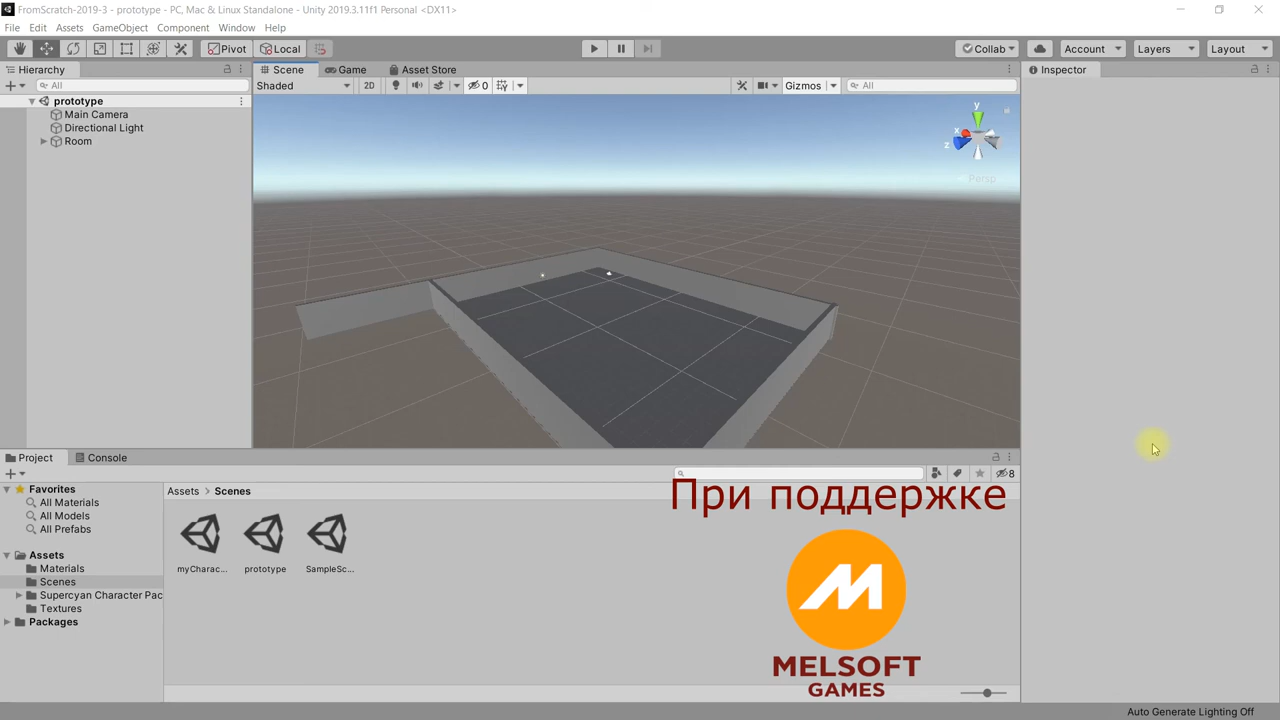 FromScratch-2019-3 - prototype - PC, Mac & Linux Standalone - Unity 2019.3.11f1 Personal <DX11>
File Edit Assets GameObject Component Window Help
Pivot Local Collab Account Layers Layout
Hierarchy
All
prototype
Main Camera
Directional Light
Room
Scene Game Asset Store
Shaded 2D 0 Gizmos All
y
x
z
Persp
Inspector
Project Console
8
Favorites
All Materials
All Models
All Prefabs
Assets
Materials
Scenes
Supercyan Character Pac
Textures
Packages
Assets > Scenes
myCharac... prototype SampleSc...
При поддержке
M
MELSOFT
GAMES
Auto Generate Lighting Off